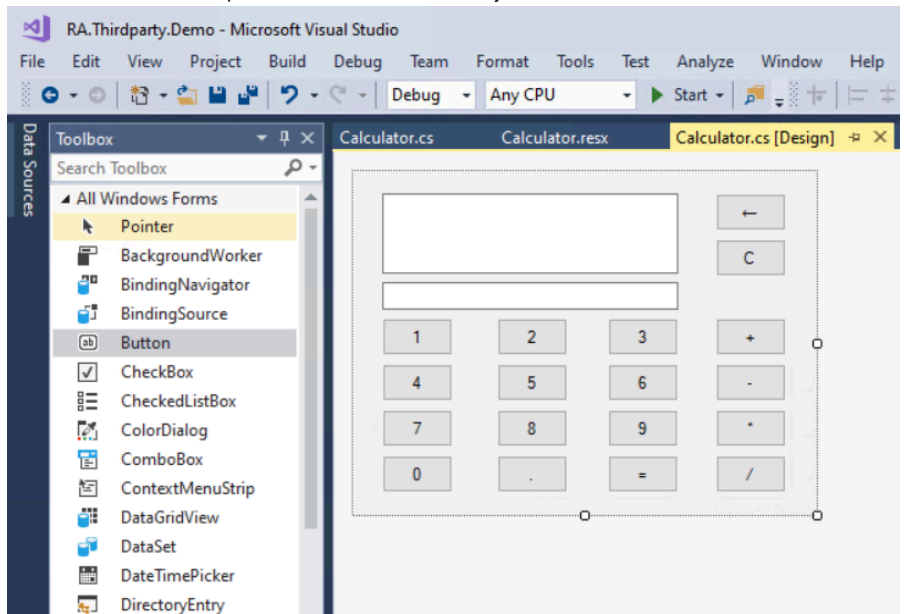 RA.Thirdparty.Demo - Microsoft Visual Studio
File Edit View Project Build Debug Team Format Tools Test Analyze Window Help
Debug Any CPU Start
Data Sources
Toolbox
Calculator.cs Calculator.resx Calculator.cs [Design]
Search Toolbox
All Windows Forms
Pointer
BackgroundWorker
BindingNavigator
BindingSource
Button
CheckBox
CheckedListBox
ColorDialog
ComboBox
ContextMenuStrip
DataGridView
DataSet
DateTimePicker
DirectoryEntry
←
C
1 2 3 +
4 5 6 -
7 8 9 *
0 . = /